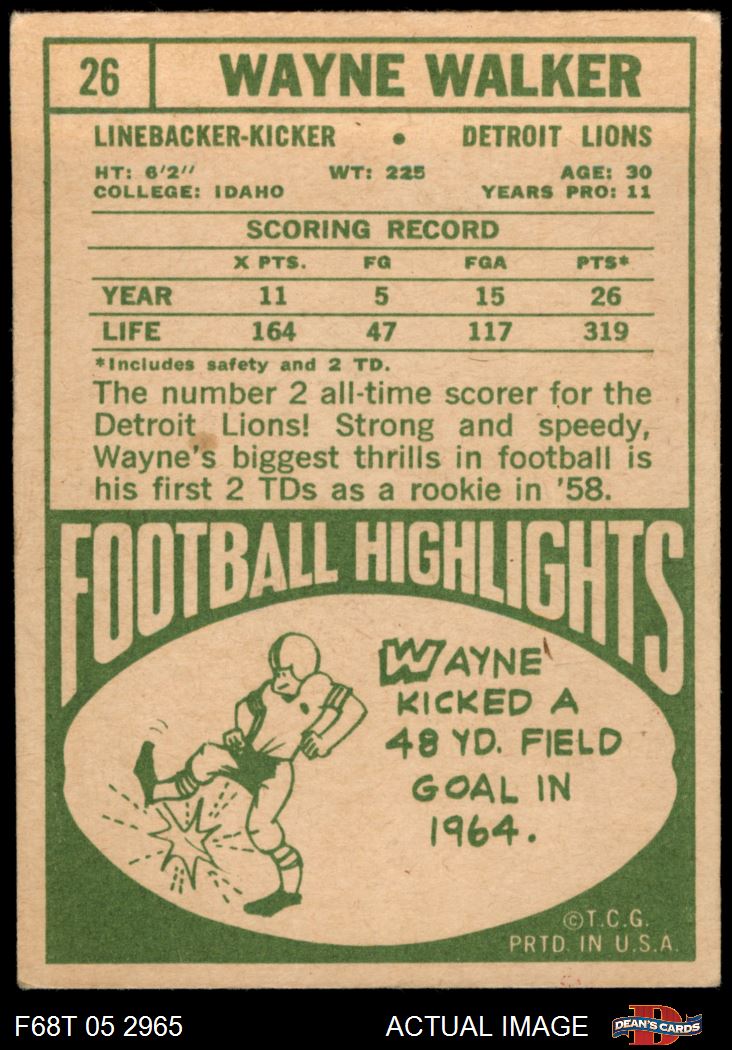 26 WAYNE WALKER
LINEBACKER-KICKER • DETROIT LIONS
HT: 6'2" WT: 225 AGE: 30
COLLEGE: IDAHO YEARS PRO: 11
SCORING RECORD
X PTS. FG FGA PTS*
YEAR 11 5 15 26
LIFE 164 47 117 319
*Includes safety and 2 TD.
The number 2 all-time scorer for the
Detroit Lions! Strong and speedy,
Wayne's biggest thrills in football is
his first 2 TDs as a rookie in '58.
FOOTBALL HIGHLIGHTS
WAYNE
KICKED A
48 YD. FIELD
GOAL IN
1964.
©T.C.G.
PRTD. IN U.S.A.
F68T 05 2965 ACTUAL IMAGE D DEAN'S CARDS